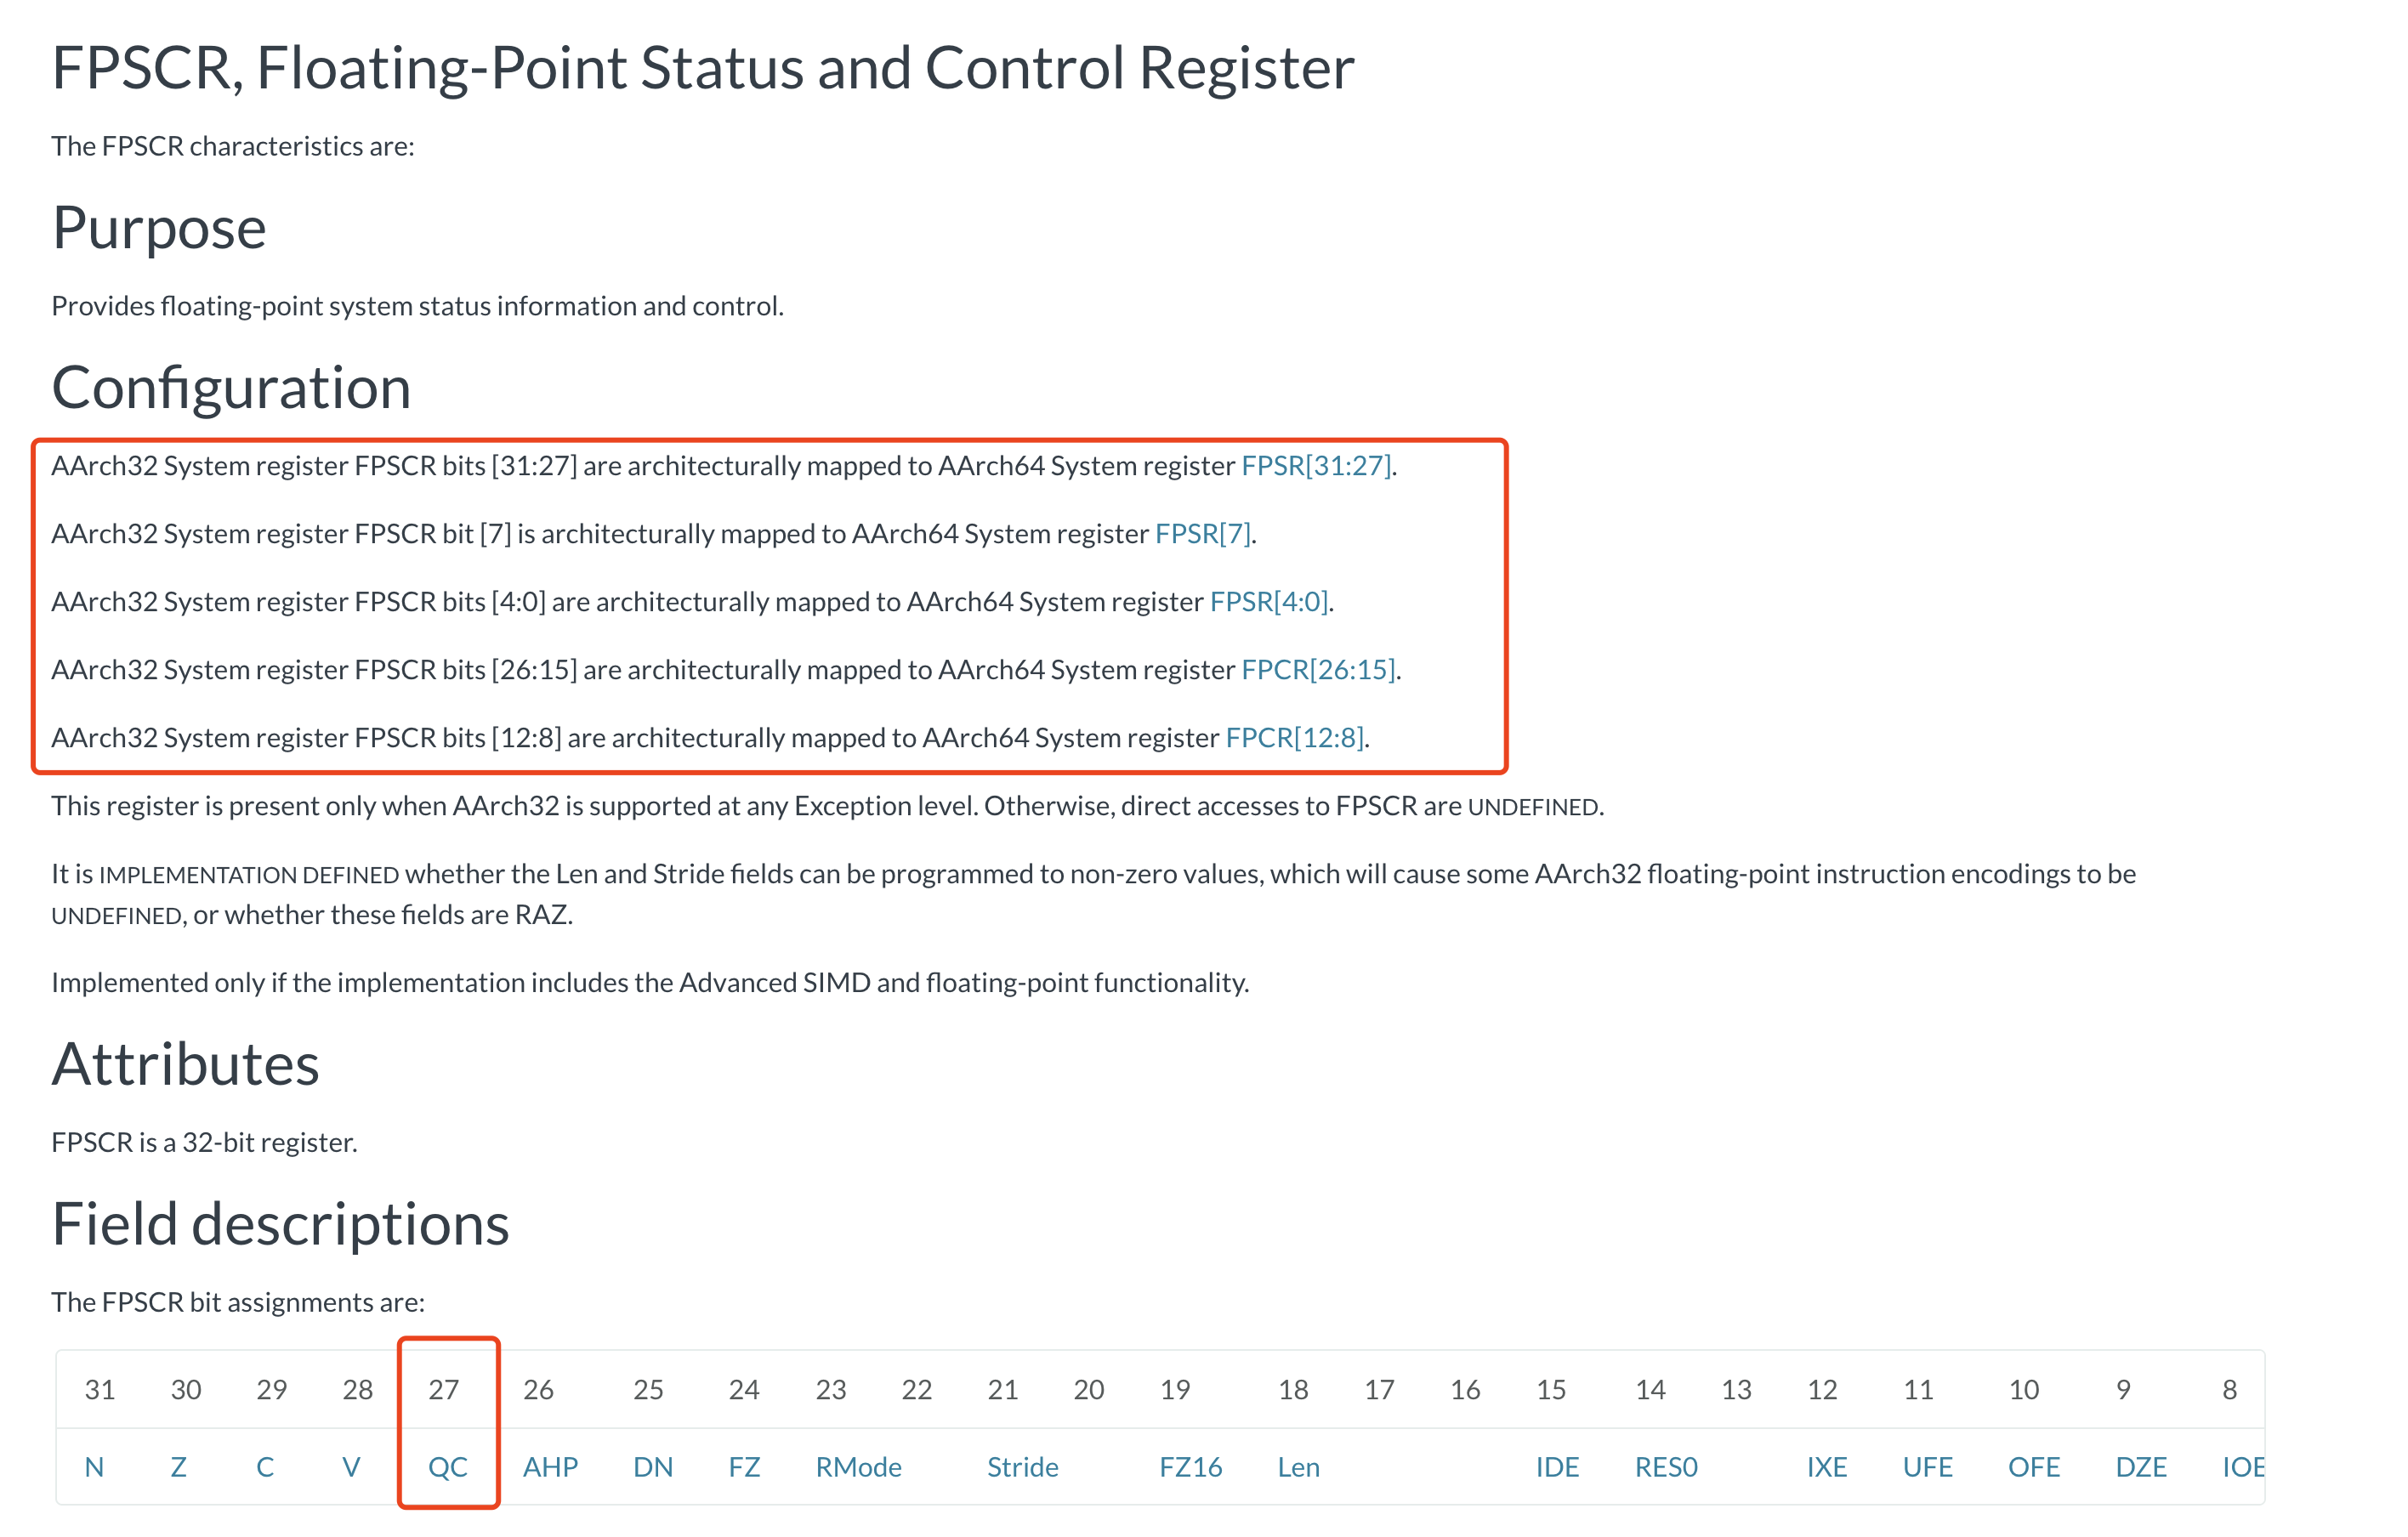 FPSCR, Floating-Point Status and Control Register
The FPSCR characteristics are:
Purpose
Provides floating-point system status information and control.
Configuration
AArch32 System register FPSCR bits [31:27] are architecturally mapped to AArch64 System register FPSR[31:27].
AArch32 System register FPSCR bit [7] is architecturally mapped to AArch64 System register FPSR[7].
AArch32 System register FPSCR bits [4:0] are architecturally mapped to AArch64 System register FPSR[4:0].
AArch32 System register FPSCR bits [26:15] are architecturally mapped to AArch64 System register FPCR[26:15].
AArch32 System register FPSCR bits [12:8] are architecturally mapped to AArch64 System register FPCR[12:8].
This register is present only when AArch32 is supported at any Exception level. Otherwise, direct accesses to FPSCR are UNDEFINED.
It is IMPLEMENTATION DEFINED whether the Len and Stride fields can be programmed to non-zero values, which will cause some AArch32 floating-point instruction encodings to be
UNDEFINED, or whether these fields are RAZ.
Implemented only if the implementation includes the Advanced SIMD and floating-point functionality.
Attributes
FPSCR is a 32-bit register.
Field descriptions
The FPSCR bit assignments are:
31 30 29 28 27 26 25 24 23 22 21 20 19 18 17 16 15 14 13 12 11 10 9 8
N Z C V QC AHP DN FZ RMode Stride FZ16 Len IDE RES0 IXE UFE OFE DZE IOE